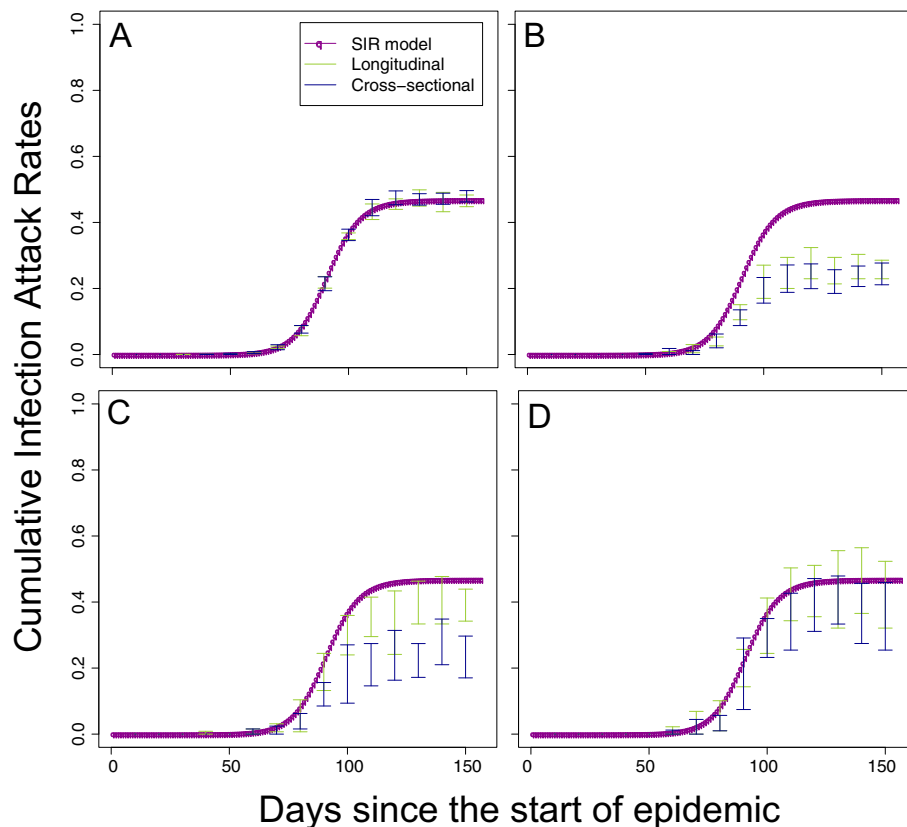 A
B
SIR model
Longitudinal
Cross−sectional
1.0
0.8
0.6
0.4
0.2
0.0
C
D
1.0
0.8
0.6
0.4
0.2
0.0
0 50 100 150
0 50 100 150
Cumulative Infection Attack Rates
Days since the start of epidemic